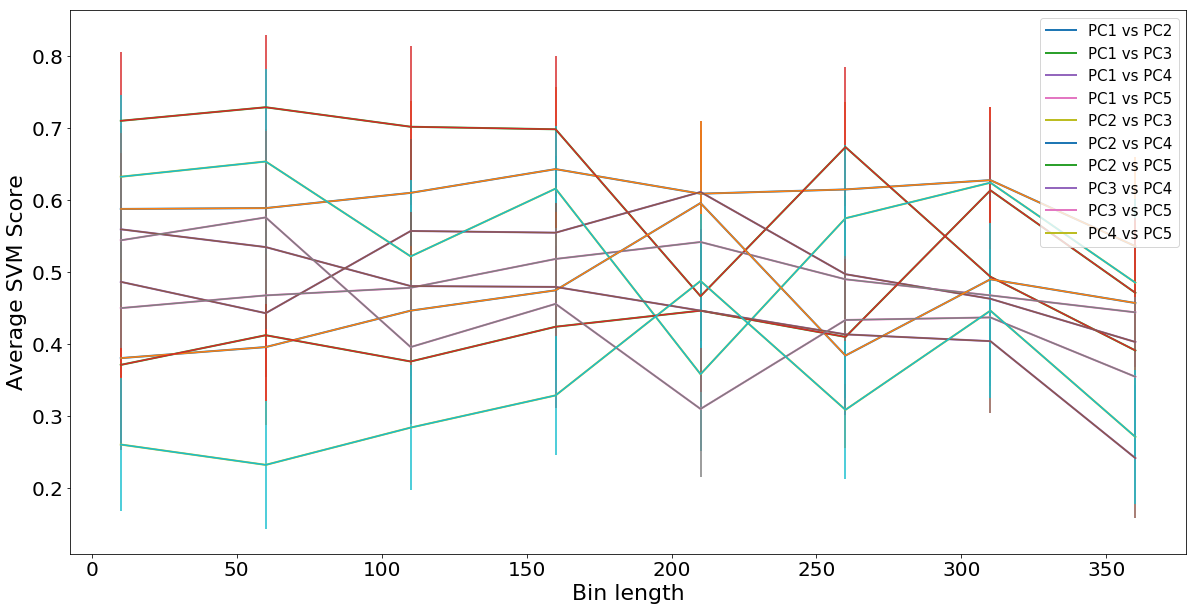 Average SVM Score
0.8
0.7
0.6
0.5
0.4
0.3
0.2
0 50 100 150 200 250 300 350
Bin length
PC1 vs PC2
PC1 vs PC3
PC1 vs PC4
PC1 vs PC5
PC2 vs PC3
PC2 vs PC4
PC2 vs PC5
PC3 vs PC4
PC3 vs PC5
PC4 vs PC5